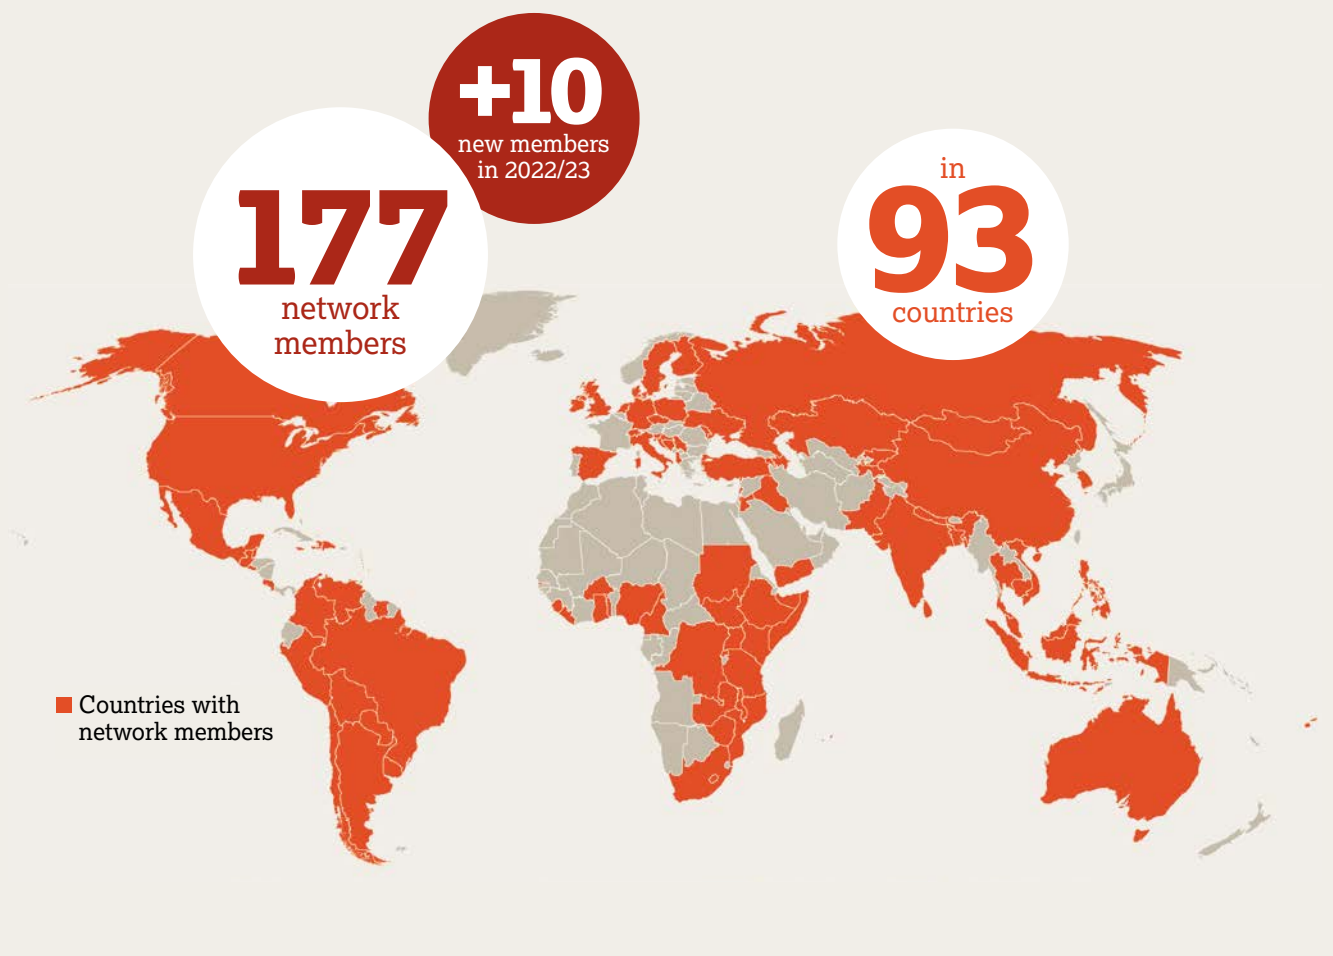 +10
new members
in 2022/23
177
network
members
in
93
countries
Countries with
network members